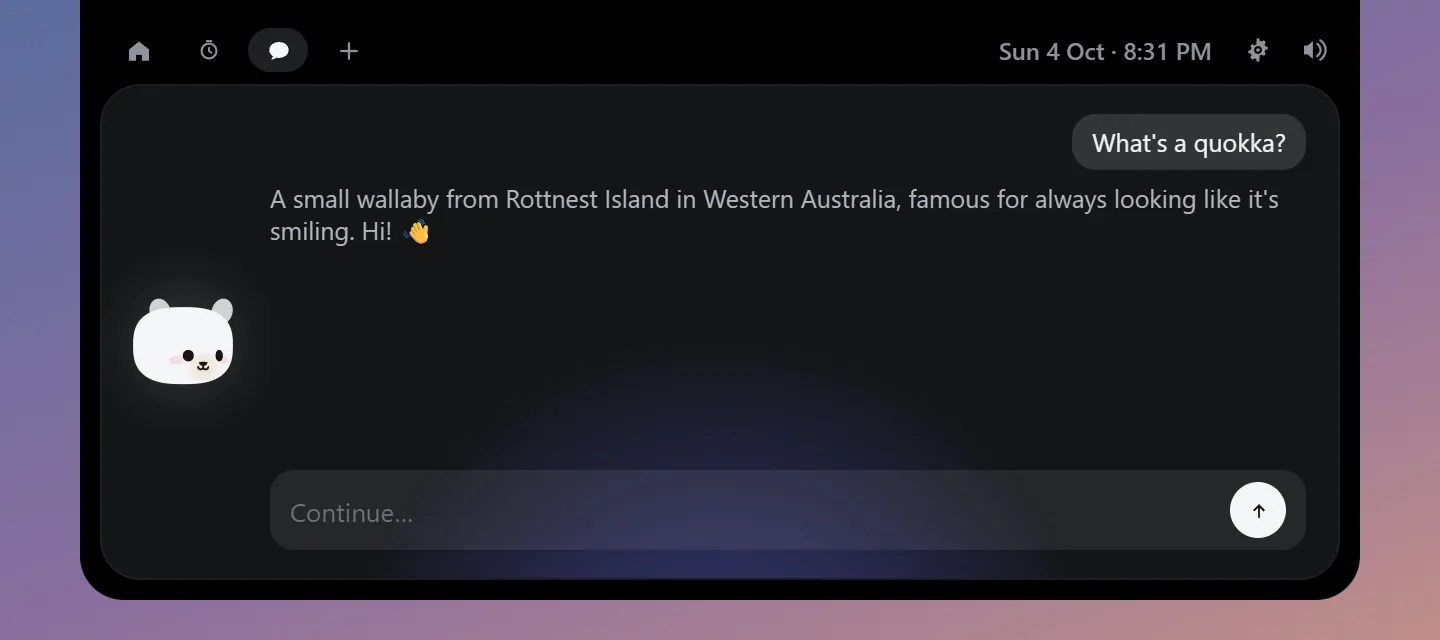 Sun 4 Oct · 8:31 PM
What's a quokka?
A small wallaby from Rottnest Island in Western Australia, famous for always looking like it's
smiling. Hi! 👋
Continue...